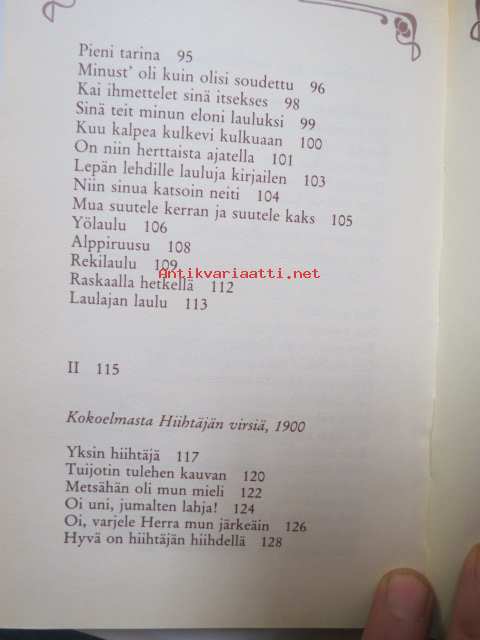 Pieni tarina 95
Minust' oli kuin olisi soudettu 96
Kai ihmettelet sinä itsekses 98
Sinä teit minun eloni lauluksi 99
Kuu kalpea kulkevi kulkuaan 100
On niin herttaista ajatella 101
Lepän lehdille lauluja kirjailen 103
Niin sinua katsoin neiti 104
Mua suutele kerran ja suutele kaks 105
Yölaulu 106
Alppiruusu 108
Rekilaulu 109
Antikvariaatti.net
Raskaalla hetkellä 112
Laulajan laulu 113
II 115
Kokoelmasta Hiihtäjän virsiä, 1900
Yksin hiihtäjä 117
Tuijotin tulehen kauvan 120
Metsähän oli mun mieli 122
Oi uni, jumalten lahja! 124
Oi, varjele Herra mun järkeäin 126
Hyvä on hiihtäjän hiihdellä 128